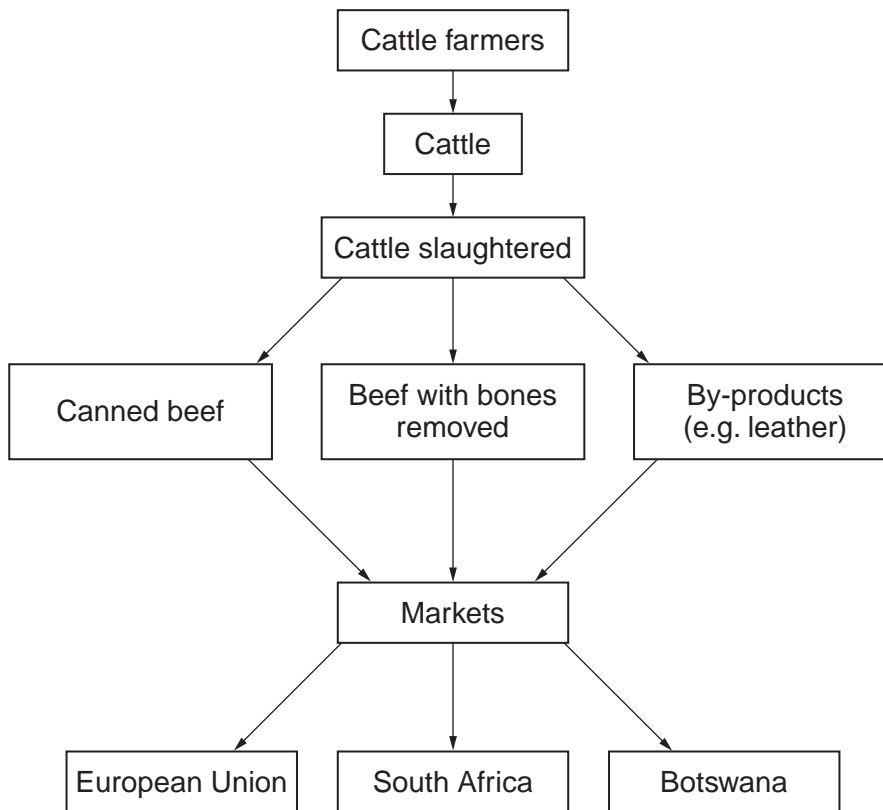 Cattle farmers
Cattle
Cattle slaughtered
Canned beef
Beef with bones
removed
By-products
(e.g. leather)
Markets
European Union
South Africa
Botswana